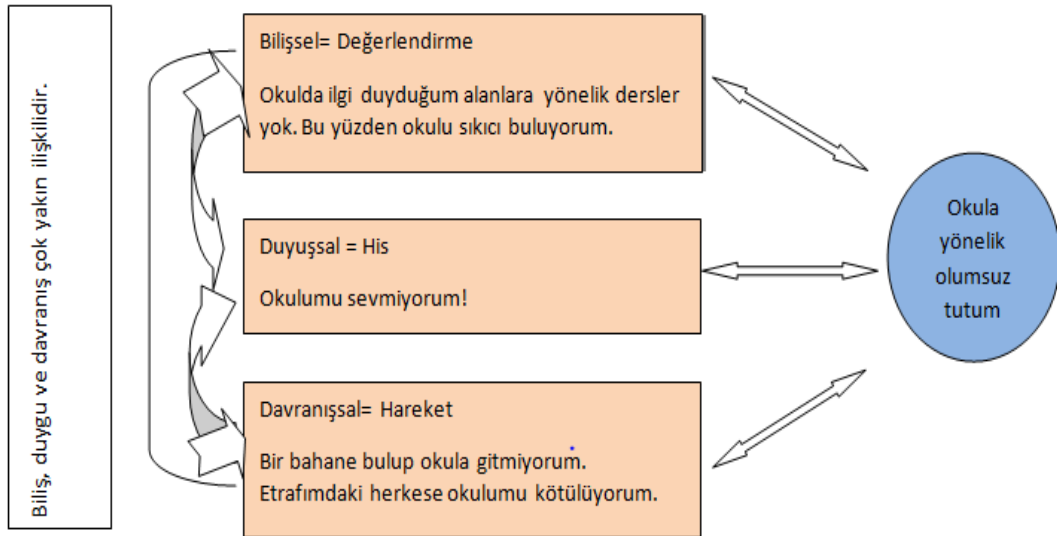 Biliş, duygu ve davranış çok yakın ilişkilidir.
Bilişsel= Değerlendirme
Okulda ilgi duyduğum alanlara yönelik dersler
yok. Bu yüzden okulu sıkıcı buluyorum.
Duyuşsal = His
Okulumu sevmiyorum!
Davranışsal= Hareket
Bir bahane bulup okula gitmiyorum.
Etrafımdaki herkese okulumu kötülüyorum.
Okula
yönelik
olumsuz
tutum